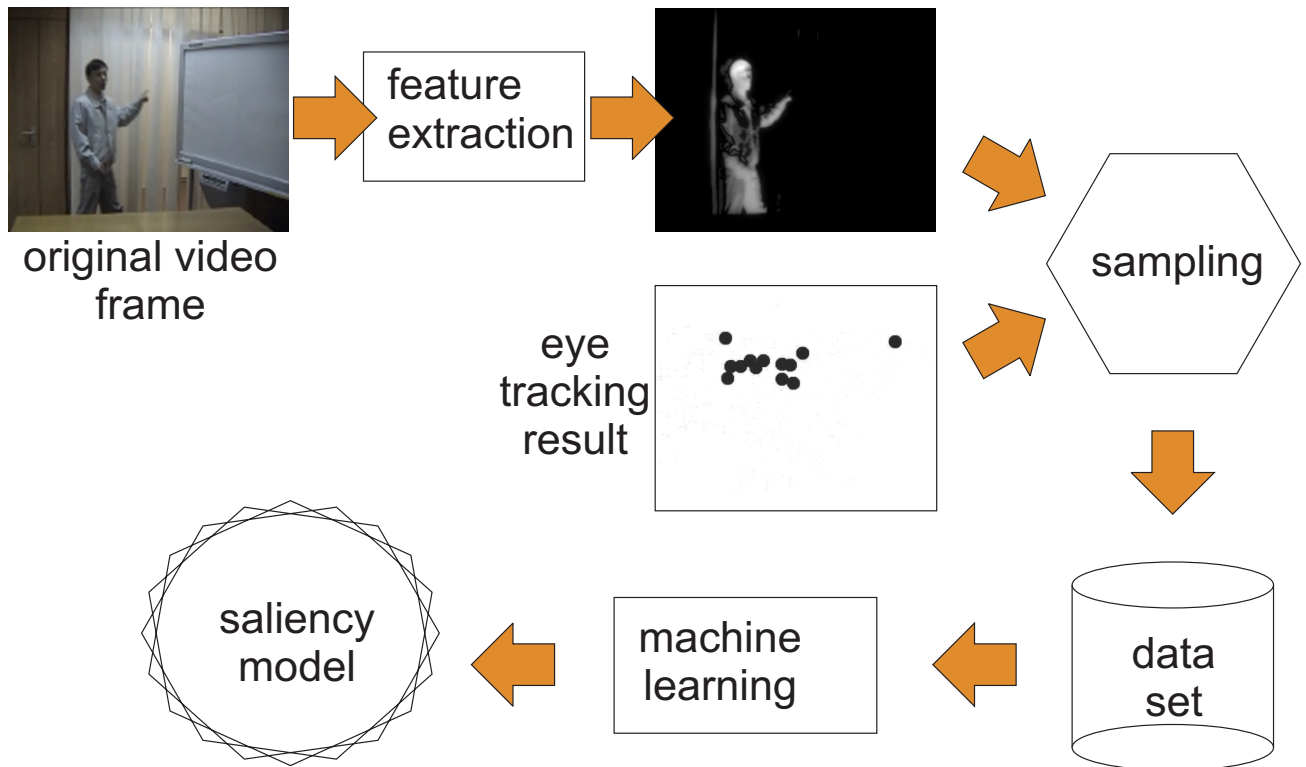 feature
extraction
original video
frame
sampling
eye
tracking
result
saliency
model
machine
learning
data
set